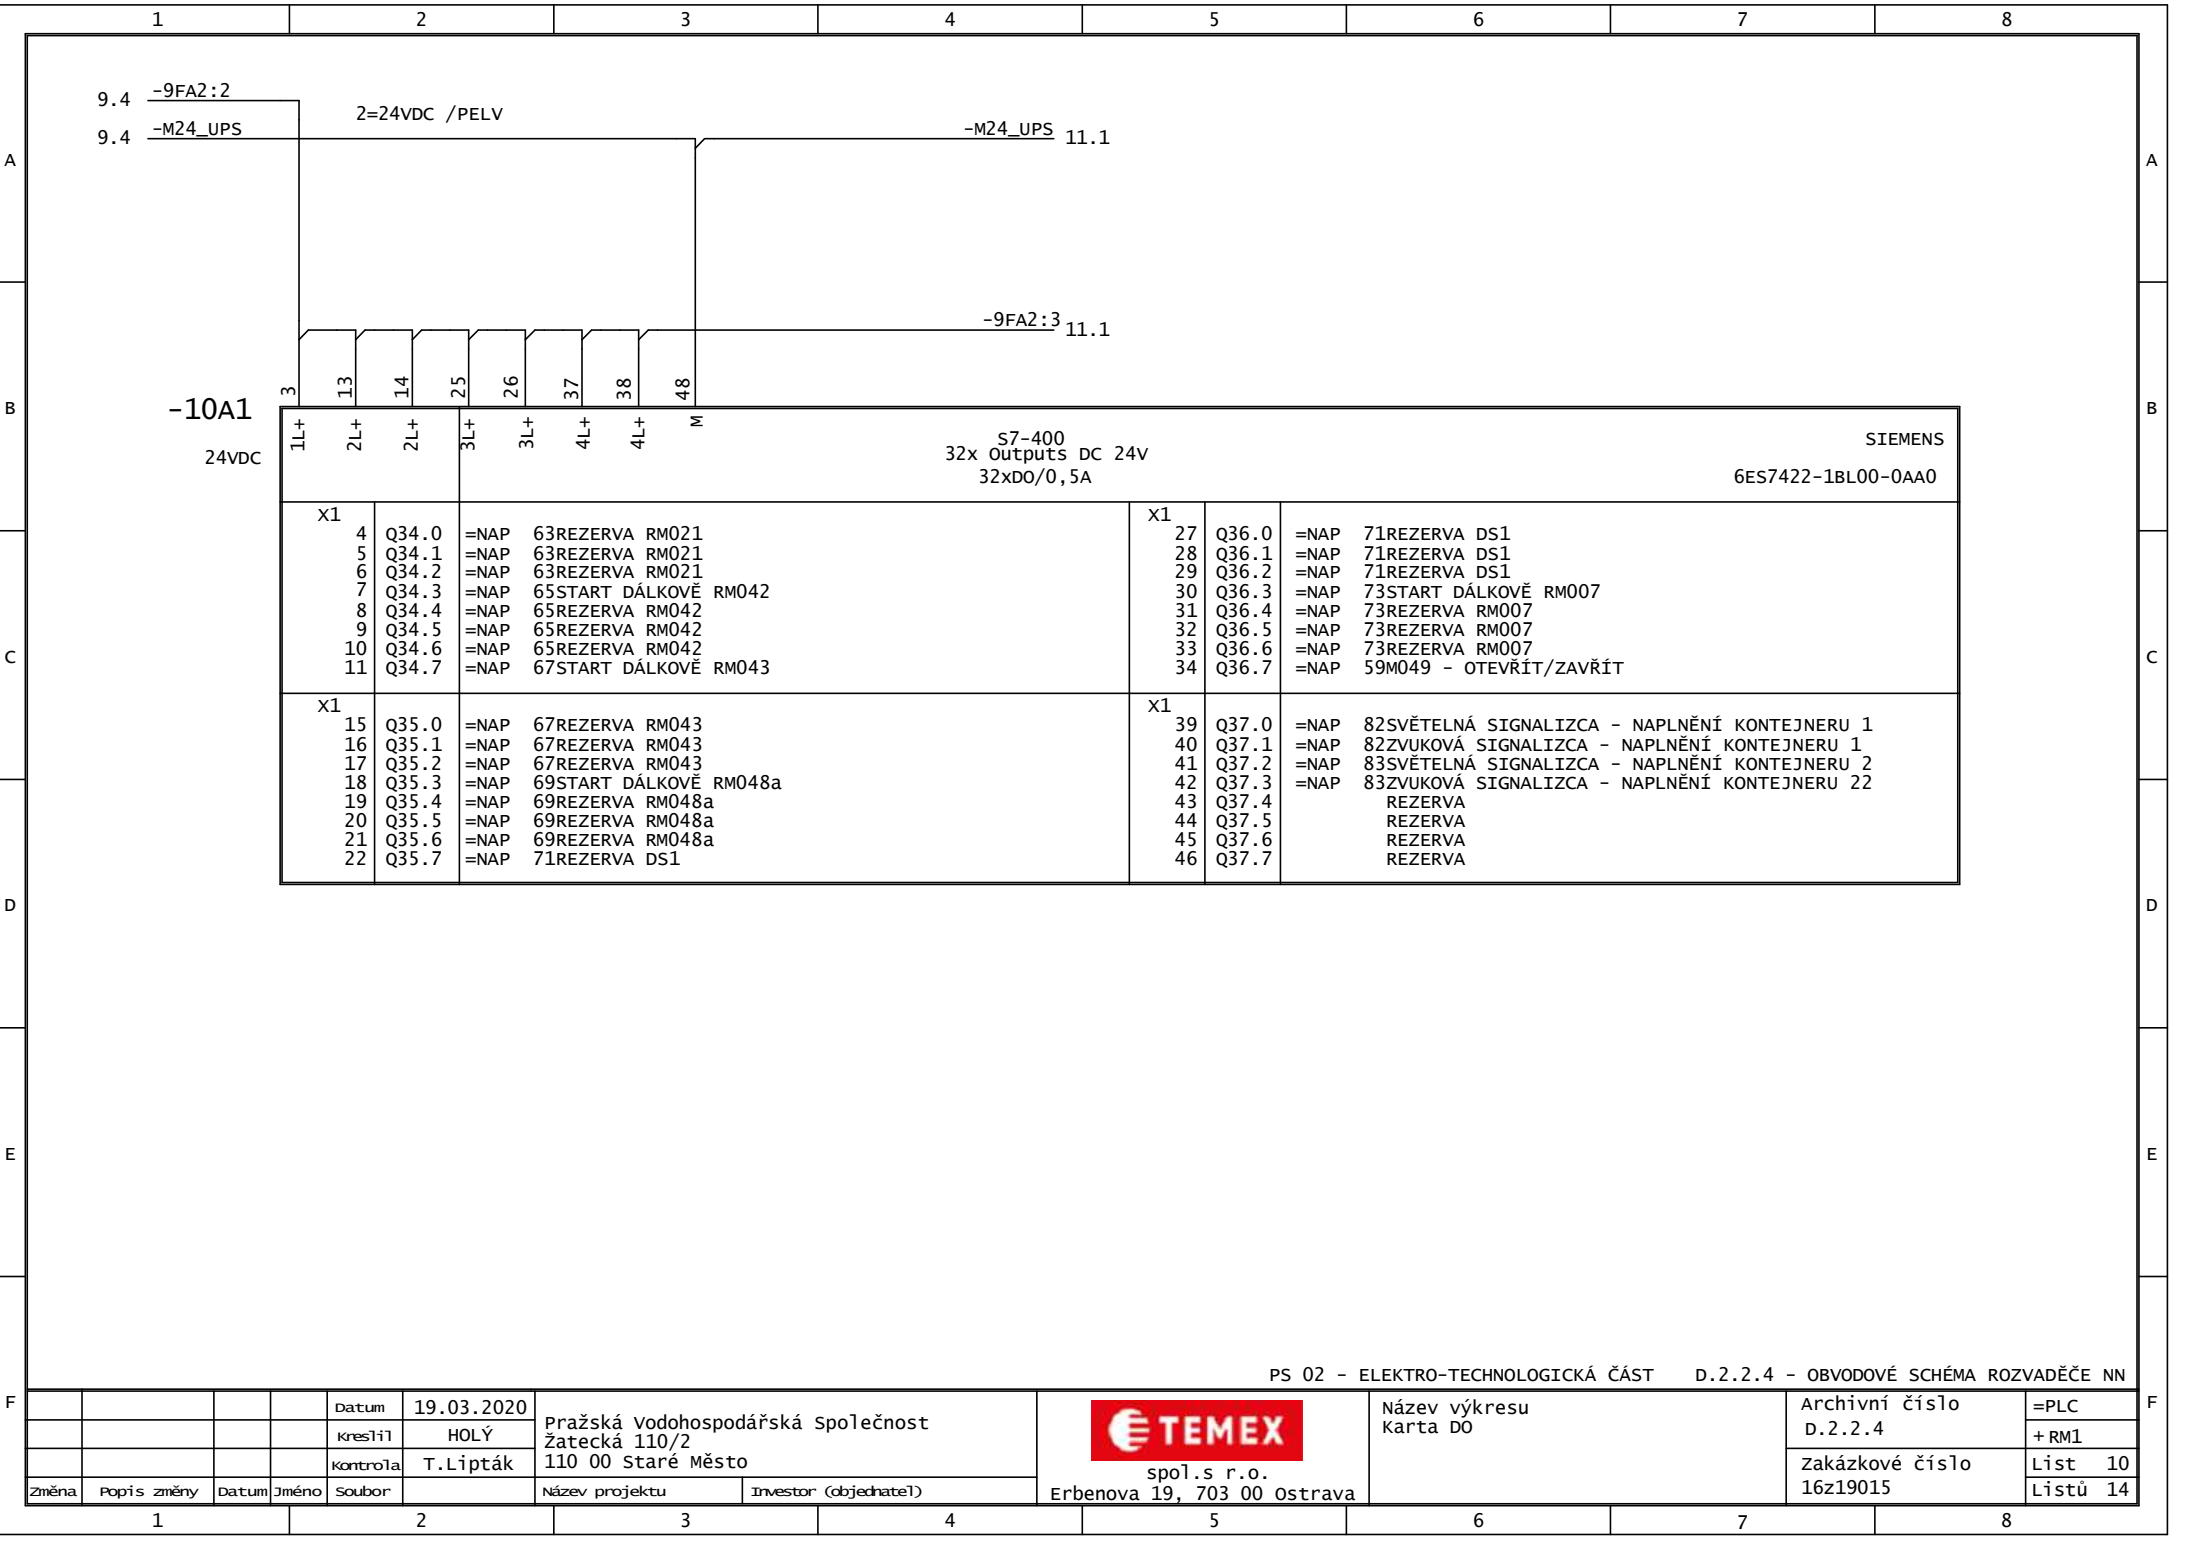 1 2 3 4 5 6 7 8
9.4 -9FA2:2
2=24VDC /PELV
9.4 -M24_UPS
-M24_UPS 11.1
A A
-9FA2:3 11.1
3 13 14 25 26 37 38 48
B B
-10A1
1L+ 2L+ 2L+ 3L+ 3L+ 4L+ 4L+ M
24VDC
S7-400
32x Outputs DC 24V
32xDO/0,5A
SIEMENS
6ES7422-1BL00-0AA0
X1
4 Q34.0 =NAP 63REZERVA RM021
5 Q34.1 =NAP 63REZERVA RM021
6 Q34.2 =NAP 63REZERVA RM021
7 Q34.3 =NAP 65START DÁLKOVĚ RM042
8 Q34.4 =NAP 65REZERVA RM042
9 Q34.5 =NAP 65REZERVA RM042
10 Q34.6 =NAP 65REZERVA RM042
11 Q34.7 =NAP 67START DÁLKOVĚ RM043
X1
27 Q36.0 =NAP 71REZERVA DS1
28 Q36.1 =NAP 71REZERVA DS1
29 Q36.2 =NAP 71REZERVA DS1
30 Q36.3 =NAP 73START DÁLKOVĚ RM007
31 Q36.4 =NAP 73REZERVA RM007
32 Q36.5 =NAP 73REZERVA RM007
33 Q36.6 =NAP 73REZERVA RM007
34 Q36.7 =NAP 59M049 - OTEVŘÍT/ZAVŘÍT
C C
X1
15 Q35.0 =NAP 67REZERVA RM043
16 Q35.1 =NAP 67REZERVA RM043
17 Q35.2 =NAP 67REZERVA RM043
18 Q35.3 =NAP 69START DÁLKOVĚ RM048a
19 Q35.4 =NAP 69REZERVA RM048a
20 Q35.5 =NAP 69REZERVA RM048a
21 Q35.6 =NAP 69REZERVA RM048a
22 Q35.7 =NAP 71REZERVA DS1
X1
39 Q37.0 =NAP 82SVĚTELNÁ SIGNALIZCA - NAPLNĚNÍ KONTEJNERU 1
40 Q37.1 =NAP 82ZVUKOVÁ SIGNALIZCA - NAPLNĚNÍ KONTEJNERU 1
41 Q37.2 =NAP 83SVĚTELNÁ SIGNALIZCA - NAPLNĚNÍ KONTEJNERU 2
42 Q37.3 =NAP 83ZVUKOVÁ SIGNALIZCA - NAPLNĚNÍ KONTEJNERU 22
43 Q37.4 REZERVA
44 Q37.5 REZERVA
45 Q37.6 REZERVA
46 Q37.7 REZERVA
D D
E E
PS 02 - ELEKTRO-TECHNOLOGICKÁ ČÁST D.2.2.4 - OBVODOVÉ SCHÉMA ROZVADĚČE NN
F F
Datum 19.03.2020
Kreslil HOLÝ
Kontrola T.Lipták
Změna Popis změny Datum Jméno Soubor
Pražská Vodohospodářská Společnost
Žatecká 110/2
110 00 Staré Město
Název projektu Investor (objednatel)
TEMEX
spol.s r.o.
Erbenova 19, 703 00 Ostrava
Název výkresu
Karta DO
Archivní číslo
D.2.2.4
Zakázkové číslo
16z19015
=PLC
+ RM1
List 10
Listů 14
1 2 3 4 5 6 7 8